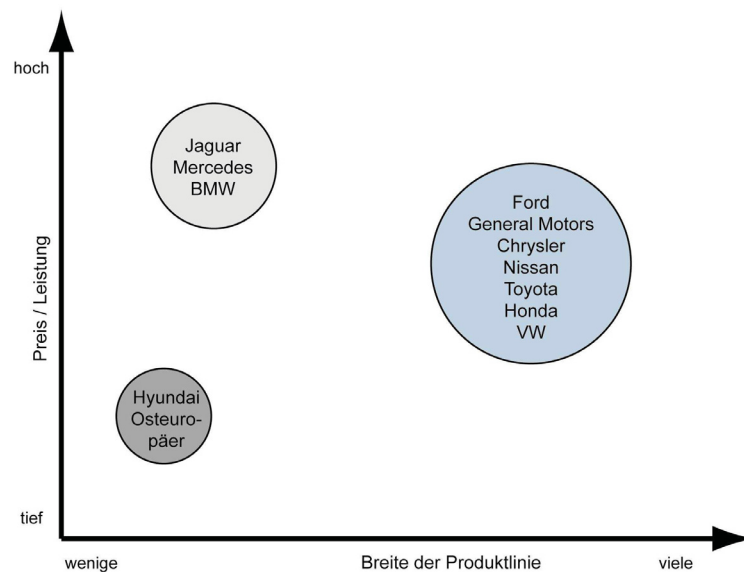 hoch
Jaguar
Mercedes
BMW
Ford
General Motors
Chrysler
Nissan
Toyota
Honda
VW
Preis / Leistung
Hyundai
Osteuro-
päer
tief
wenige
Breite der Produktlinie
viele